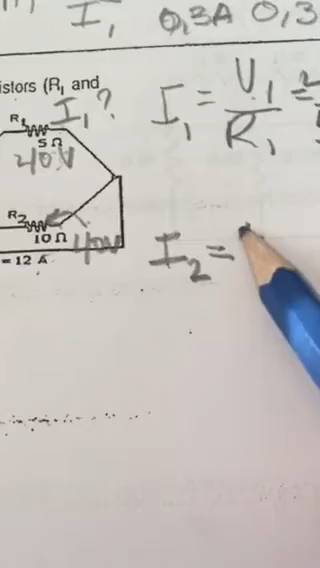 I₁ 0,3A 0,3
istors (R₁ and
I₁?
R₁
5 Ω
40V
I₁ = V₁/R₁ =
R₂
10 Ω
40V
I₂ =
= 12 A